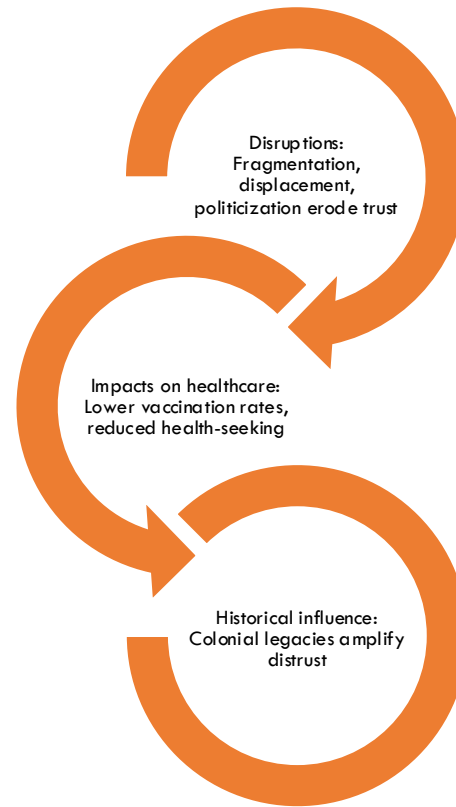 Disruptions:
Fragmentation,
displacement,
politicization erode trust
Impacts on healthcare:
Lower vaccination rates,
reduced health-seeking
Historical influence:
Colonial legacies amplify
distrust